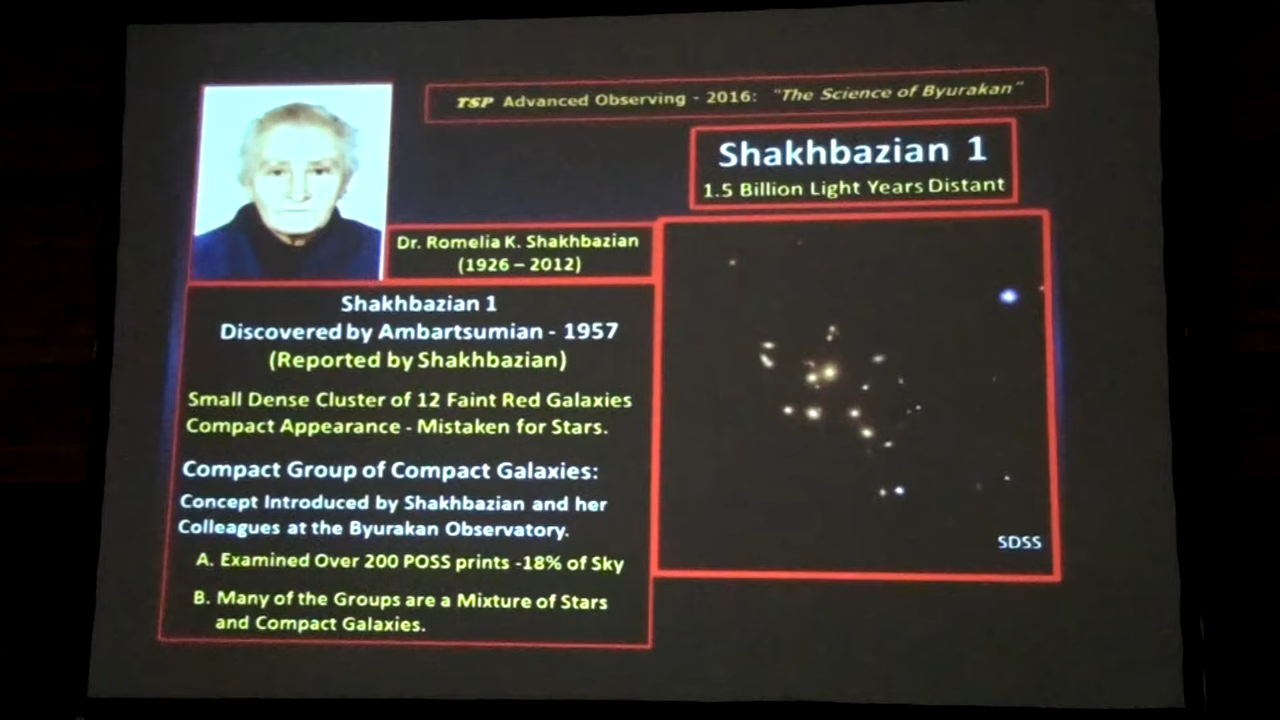 TSP Advanced Observing - 2016: "The Science of Byurakan"
Shakhbazian 1
1.5 Billion Light Years Distant
Dr. Romelia K. Shakhbazian
(1926 – 2012)
Shakhbazian 1
Discovered by Ambartsumian - 1957
(Reported by Shakhbazian)
Small Dense Cluster of 12 Faint Red Galaxies
Compact Appearance - Mistaken for Stars.
Compact Group of Compact Galaxies:
Concept Introduced by Shakhbazian and her
Colleagues at the Byurakan Observatory.
A. Examined Over 200 POSS prints -18% of Sky
B. Many of the Groups are a Mixture of Stars
and Compact Galaxies.
SDSS